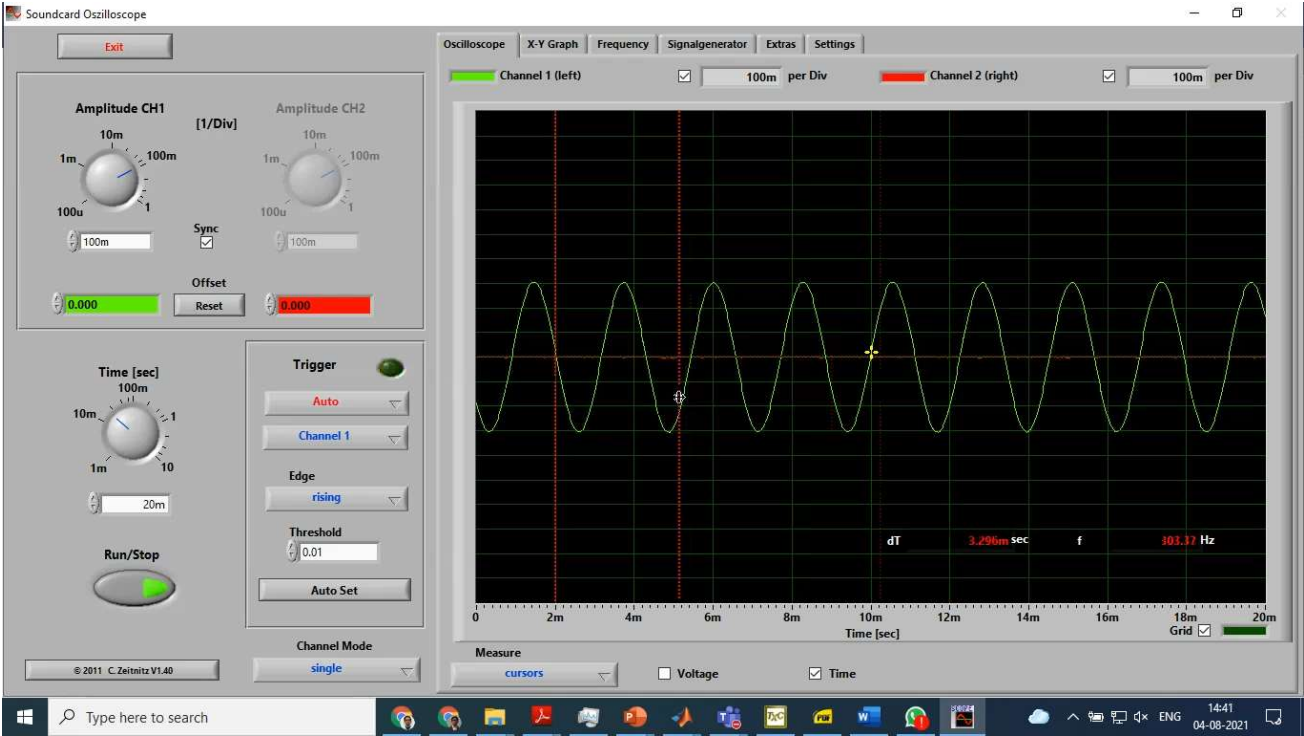 Soundcard Oszilloscope
Exit
Amplitude CH1
[1/Div]
Amplitude CH2
10m
1m
100m
100u
1
10m
1m
100m
100u
1
100m
Sync
100m
Offset
0.000
Reset
0.000
Time [sec]
100m
10m
1
1m
10
20m
Run/Stop
© 2011 C. Zeitnitz V1.40
Trigger
Auto
Channel 1
Edge
rising
Threshold
0.01
Auto Set
Channel Mode
single
Oscilloscope X-Y Graph Frequency Signalgenerator Extras Settings
Channel 1 (left) 100m per Div Channel 2 (right) 100m per Div
dT 3.296m sec f 303.37 Hz
0 2m 4m 6m 8m 10m 12m 14m 16m 18m 20m
Time [sec]
Grid
Measure
cursors
Voltage
Time
Type here to search
TxC
PDF
SCOPE
ENG
14:41
04-08-2021